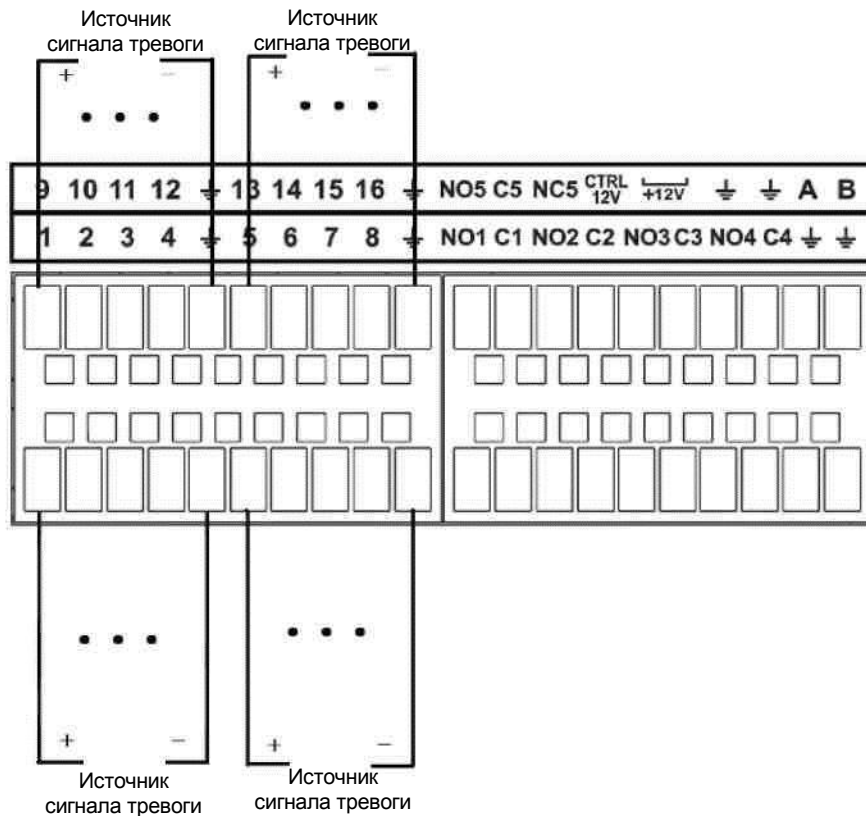 Источник
сигнала тревоги
Источник
сигнала тревоги
+ − + −
9 10 11 12 ⏚ 13 14 15 16 ⏚ NO5 C5 NC5 CTRL 12V +12V ⏚ ⏚ A B
1 2 3 4 ⏚ 5 6 7 8 ⏚ NO1 C1 NO2 C2 NO3 C3 NO4 C4 ⏚ ⏚
+ − + −
Источник
сигнала тревоги
Источник
сигнала тревоги